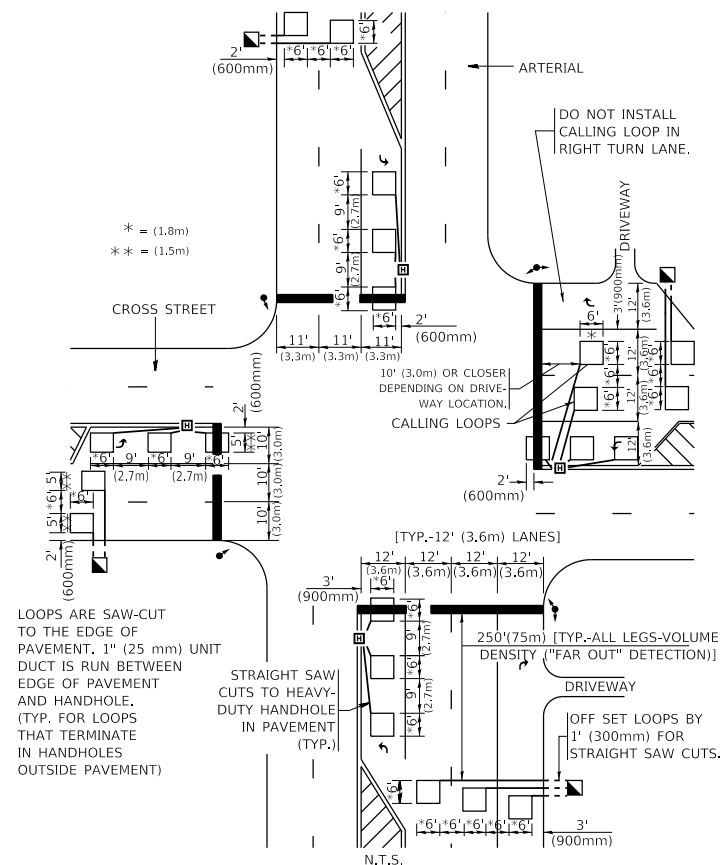 *6'
*6' *6' *6'
2'
(600mm)
ARTERIAL
DO NOT INSTALL
CALLING LOOP IN
RIGHT TURN LANE.
DRIVEWAY
* = (1.8m)
** = (1.5m)
*6'
9'
(2.7m)
*6'
9'
(2.7m)
*6'
H
*6'
2'
(600mm)
11' 11' 11'
(3.3m) (3.3m) (3.3m)
CROSS STREET
3'(900mm)
12'
(3.6m)
6'
*
*6'
*6'
*6'
12'
(3.6m)
12'
(3.6m)
12'
(3.6m)
*6'
*6'
*6'
10' (3.0m) OR CLOSER
DEPENDING ON DRIVE-
WAY LOCATION.
CALLING LOOPS
H
2'
(600mm)
2'
(600mm)
H
5'
**
10'
(3.0m)
10'
(3.0m)
10'
(3.0m)
*6' 9' *6' 9' *6'
(2.7m) (2.7m)
5'
**
*6'
*6'
5'
**
2'
(600mm)
[TYP.-12' (3.6m) LANES]
12' 12' 12' 12'
(3.6m) (3.6m) (3.6m) (3.6m)
3'
(900mm)
*6'
*6'
9'
(2.7m)
*6'
9'
(2.7m)
*6'
H
250'(75m) [TYP.-ALL LEGS-VOLUME
DENSITY ("FAR OUT" DETECTION)]
DRIVEWAY
LOOPS ARE SAW-CUT
TO THE EDGE OF
PAVEMENT. 1" (25 mm) UNIT
DUCT IS RUN BETWEEN
EDGE OF PAVEMENT
AND HANDHOLE.
(TYP. FOR LOOPS
THAT TERMINATE
IN HANDHOLES
OUTSIDE PAVEMENT)
STRAIGHT SAW
CUTS TO HEAVY-
DUTY HANDHOLE
IN PAVEMENT
(TYP.)
OFF SET LOOPS BY
1' (300mm) FOR
STRAIGHT SAW CUTS.
*6'
*6' *6' *6' *6' *6'
3'
(900mm)
N.T.S.